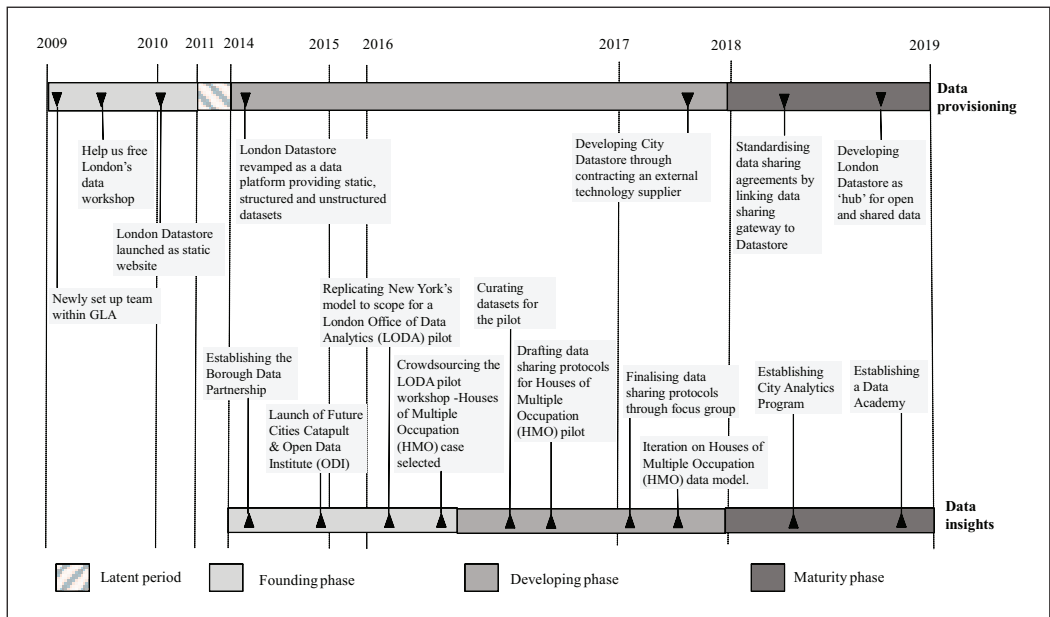 2009
2010
2011
2014
2015
2016
2017
2018
2019
Data
provisioning
Help us free
London's
data
workshop
London Datastore
revamped as a data
platform providing static,
structured and unstructured
datasets
Developing City
Datastore through
contracting an external
technology supplier
Standardising
data sharing
agreements by
linking data
sharing
gateway to
Datastore
Developing
London
Datastore as
‘hub’ for open
and shared data
London Datastore
launched as static
website
Newly set up team
within GLA
Replicating New York's
model to scope for a
London Office of Data
Analytics (LODA) pilot
Curating
datasets for
the pilot
Establishing the
Borough Data
Partnership
Crowdsourcing the
LODA pilot
workshop -Houses
of Multiple
Occupation
(HMO) case
selected
Drafting data
sharing protocols
for Houses of
Multiple
Occupation
(HMO) pilot
Finalising data
sharing protocols
through focus group
Establishing
City Analytics
Program
Establishing
a Data
Academy
Launch of Future
Cities Catapult
& Open Data
Institute (ODI)
Iteration on Houses of
Multiple Occupation
(HMO) data model.
Data
insights
Latent period
Founding phase
Developing phase
Maturity phase